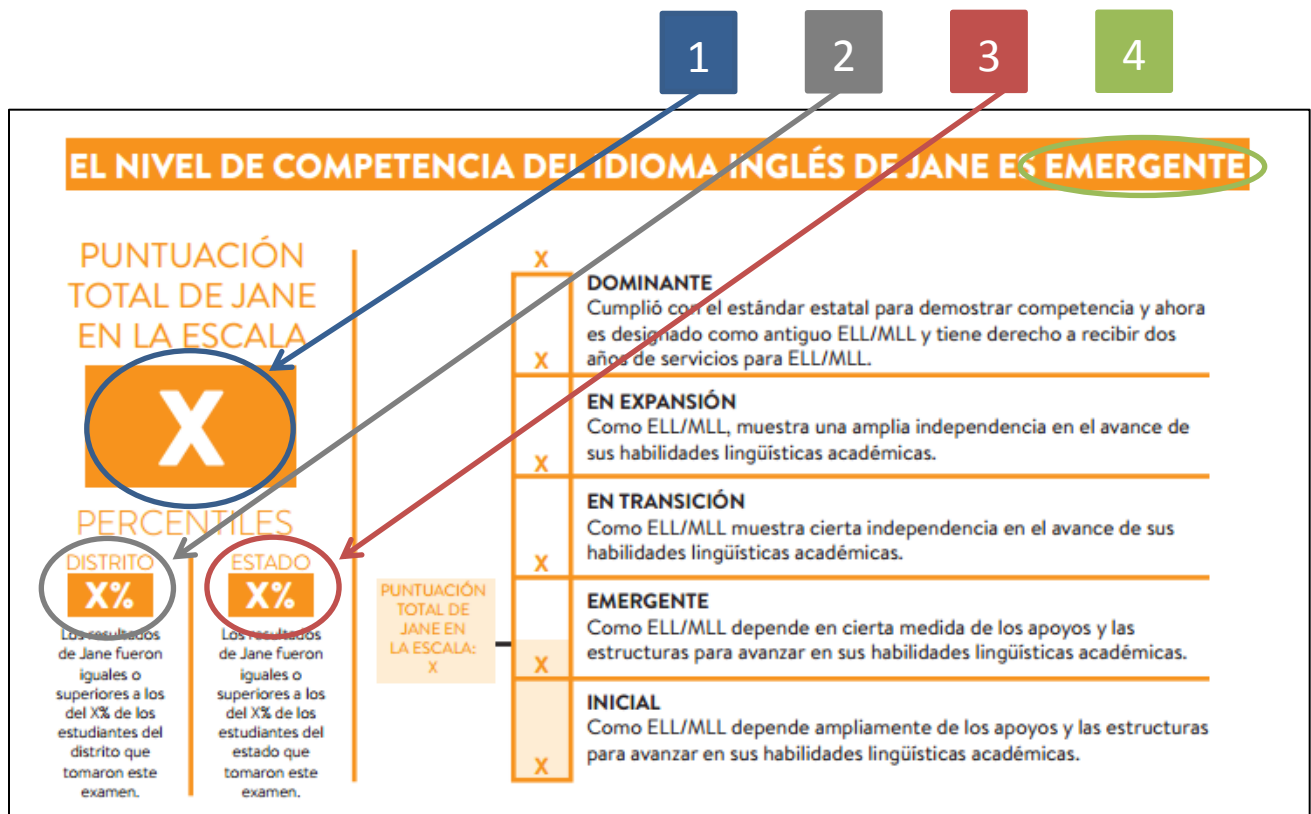 1 2 3 4
EL NIVEL DE COMPETENCIA DEL IDIOMA INGLÉS DE JANE ES EMERGENTE
PUNTUACIÓN
TOTAL DE JANE
EN LA ESCALA
X
PERCENTILES
DISTRITO
X%
Los resultados
de Jane fueron
iguales o
superiores a los
del X% de los
estudiantes del
distrito que
tomaron este
examen.
ESTADO
X%
Los resultados
de Jane fueron
iguales o
superiores a los
del X% de los
estudiantes del
estado que
tomaron este
examen.
PUNTUACIÓN
TOTAL DE
JANE EN
LA ESCALA:
X
X
DOMINANTE
Cumplió con el estándar estatal para demostrar competencia y ahora
es designado como antiguo ELL/MLL y tiene derecho a recibir dos
años de servicios para ELL/MLL.
X
EN EXPANSIÓN
Como ELL/MLL, muestra una amplia independencia en el avance de
sus habilidades lingüísticas académicas.
X
EN TRANSICIÓN
Como ELL/MLL muestra cierta independencia en el avance de sus
habilidades lingüísticas académicas.
X
EMERGENTE
Como ELL/MLL depende en cierta medida de los apoyos y las
estructuras para avanzar en sus habilidades lingüísticas académicas.
X
INICIAL
Como ELL/MLL depende ampliamente de los apoyos y las estructuras
para avanzar en sus habilidades lingüísticas académicas.
X